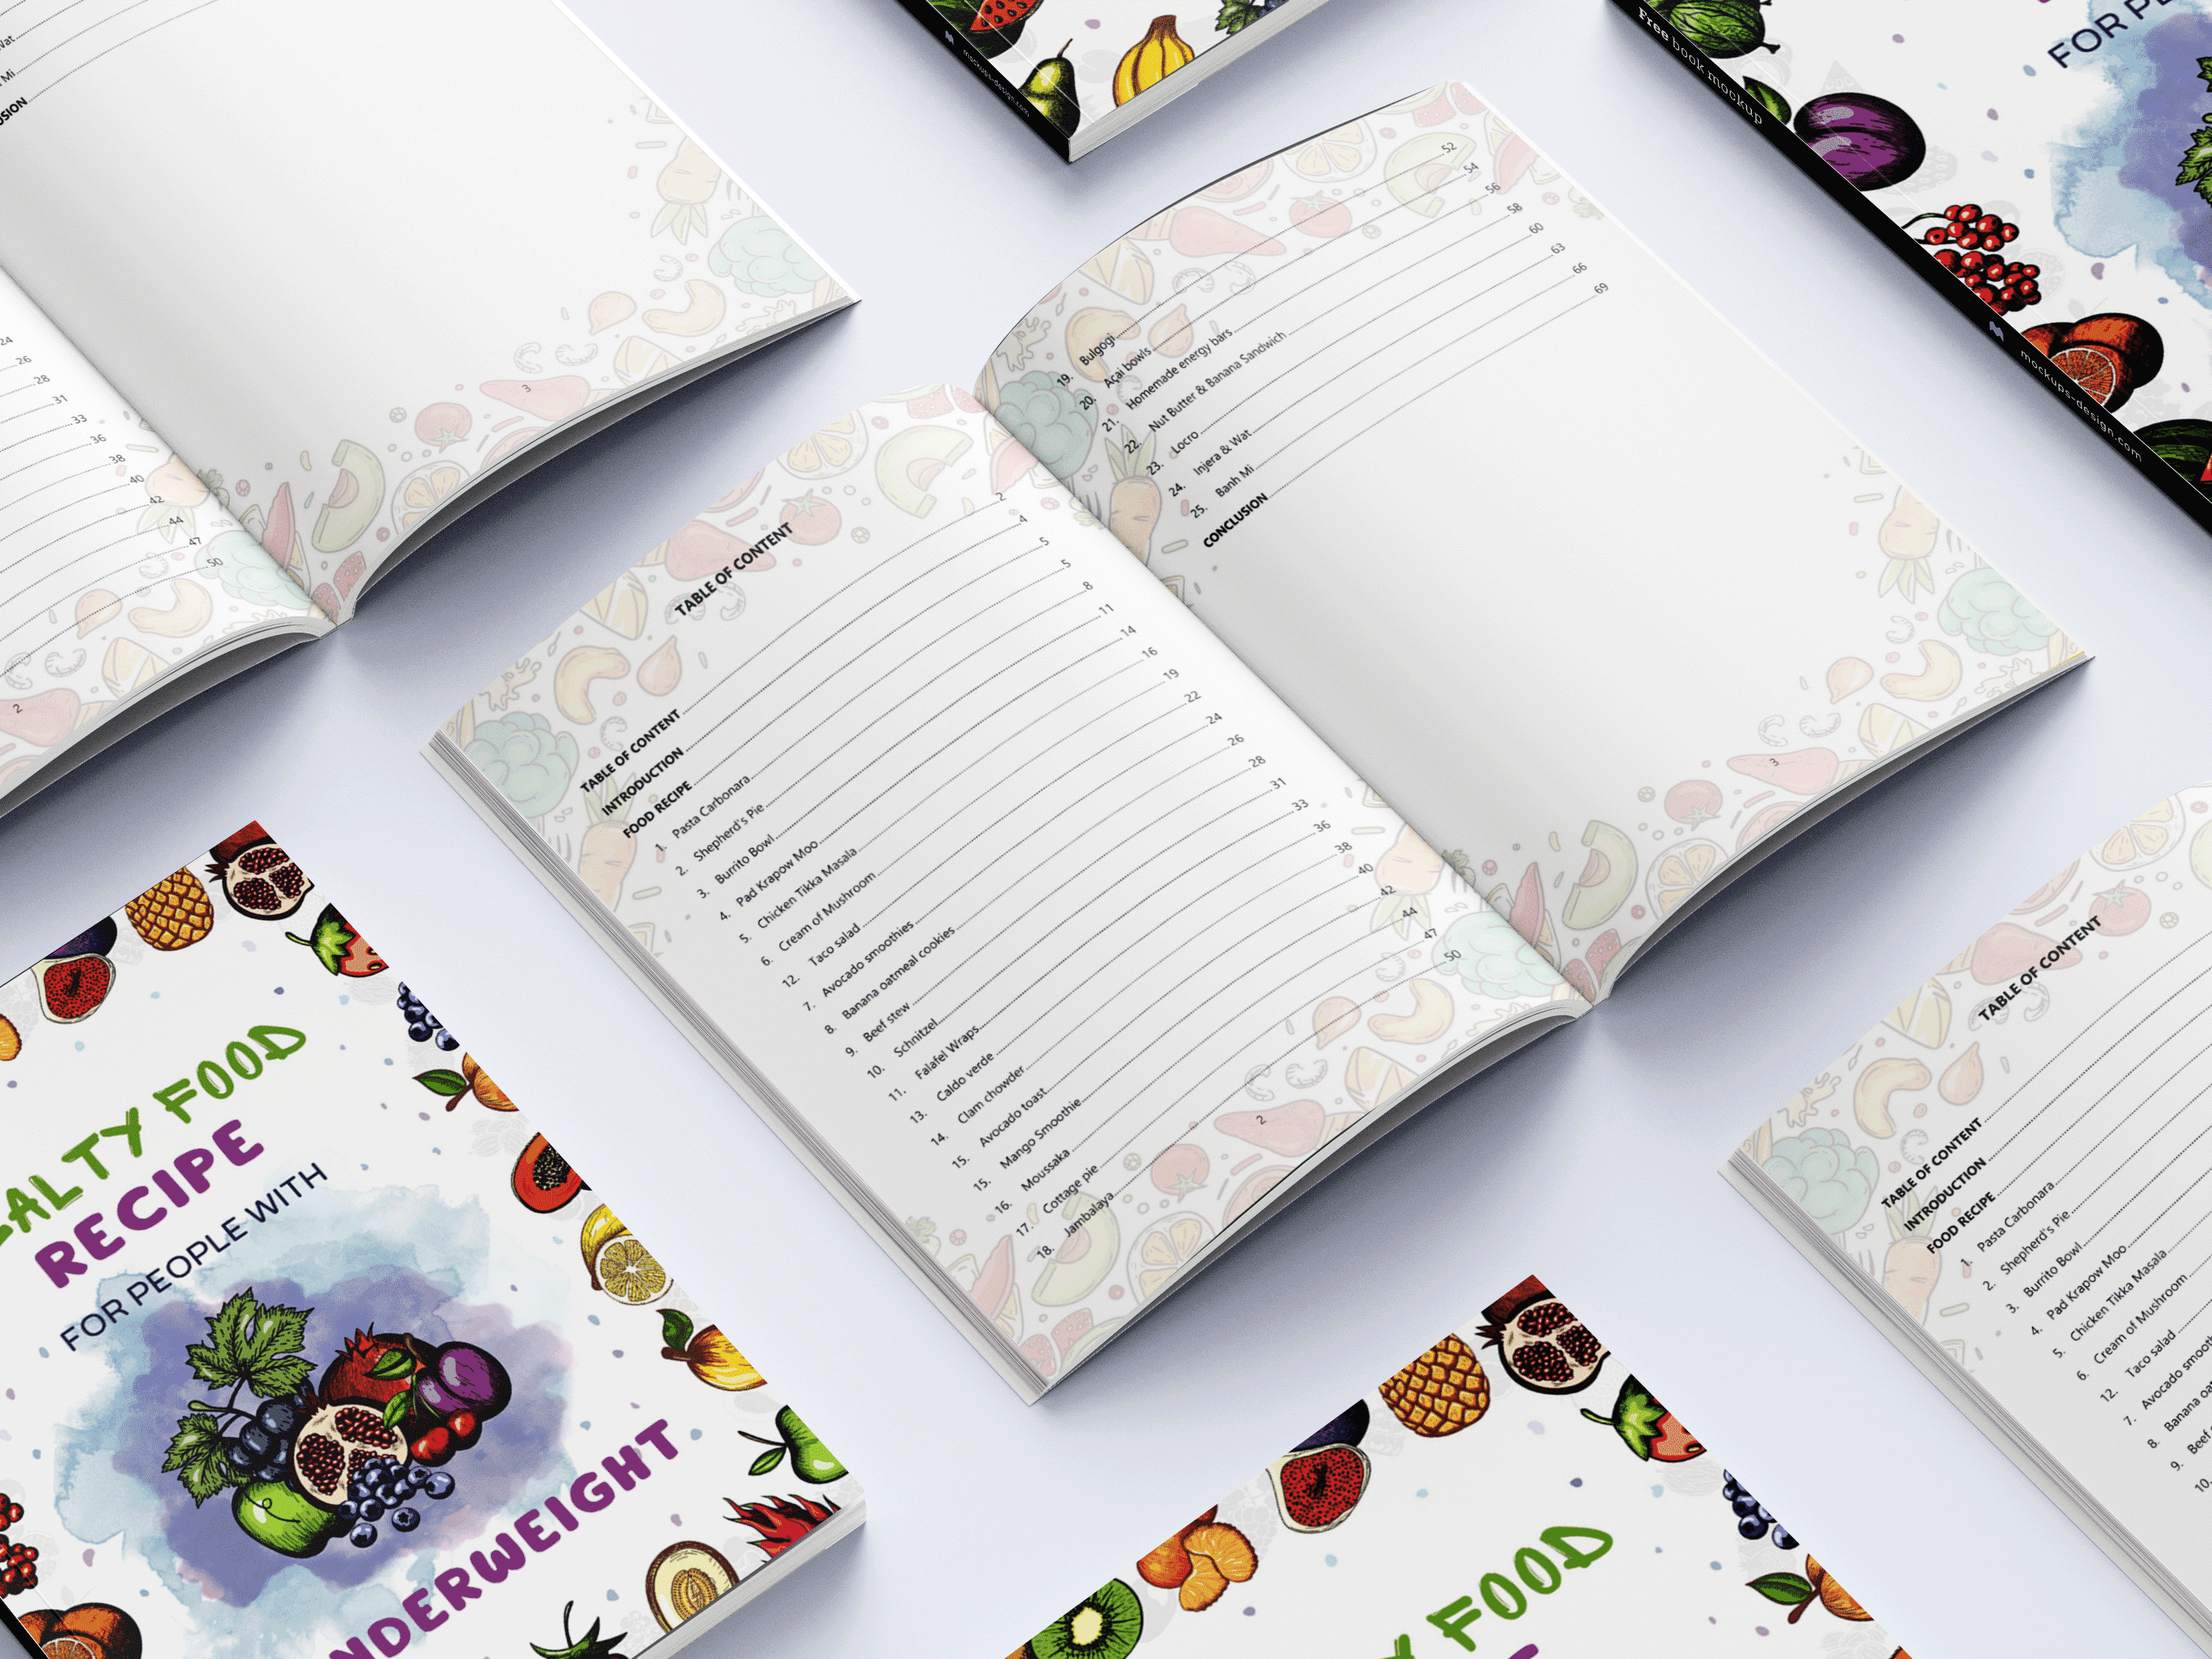 Wat
Mi
24
26
28
31
33
36
38
40
42
44
47
50
2
3
mockups-design.com
Free book mockup
mockups-design.com
FOR PE
TABLE OF CONTENT
TABLE OF CONTENT 2
INTRODUCTION 4
FOOD RECIPE 5
1. Pasta Carbonara 5
2. Shepherd's Pie 8
3. Burrito Bowl 11
4. Pad Krapow Moo 14
5. Chicken Tikka Masala 16
6. Cream of Mushroom 19
12. Taco salad 22
7. Avocado smoothies 24
8. Banana oatmeal cookies 26
9. Beef stew 28
10. Schnitzel 31
11. Falafel Wraps 33
13. Caldo verde 36
14. Clam chowder 38
15. Avocado toast 40
15. Mango Smoothie 42
16. Moussaka 44
17. Cottage pie 47
18. Jambalaya 50
2
19. Bulgogi 52
20. Açai bowls 54
21. Homemade energy bars 56
22. Nut Butter & Banana Sandwich 58
23. Locro 60
24. Injera & Wat 63
25. Banh Mi 66
CONCLUSION 69
3
EALTY FOOD
RECIPE
FOR PEOPLE WITH
NDERWEIGHT
Y FOOD
TABLE OF CONTENT
TABLE OF CONTENT
INTRODUCTION
FOOD RECIPE
1. Pasta Carbonara
2. Shepherd's Pie
3. Burrito Bowl
4. Pad Krapow Moo
5. Chicken Tikka Masala
6. Cream of Mushroom
12. Taco salad
7. Avocado smoot
8. Banana oat
9. Beef
10.